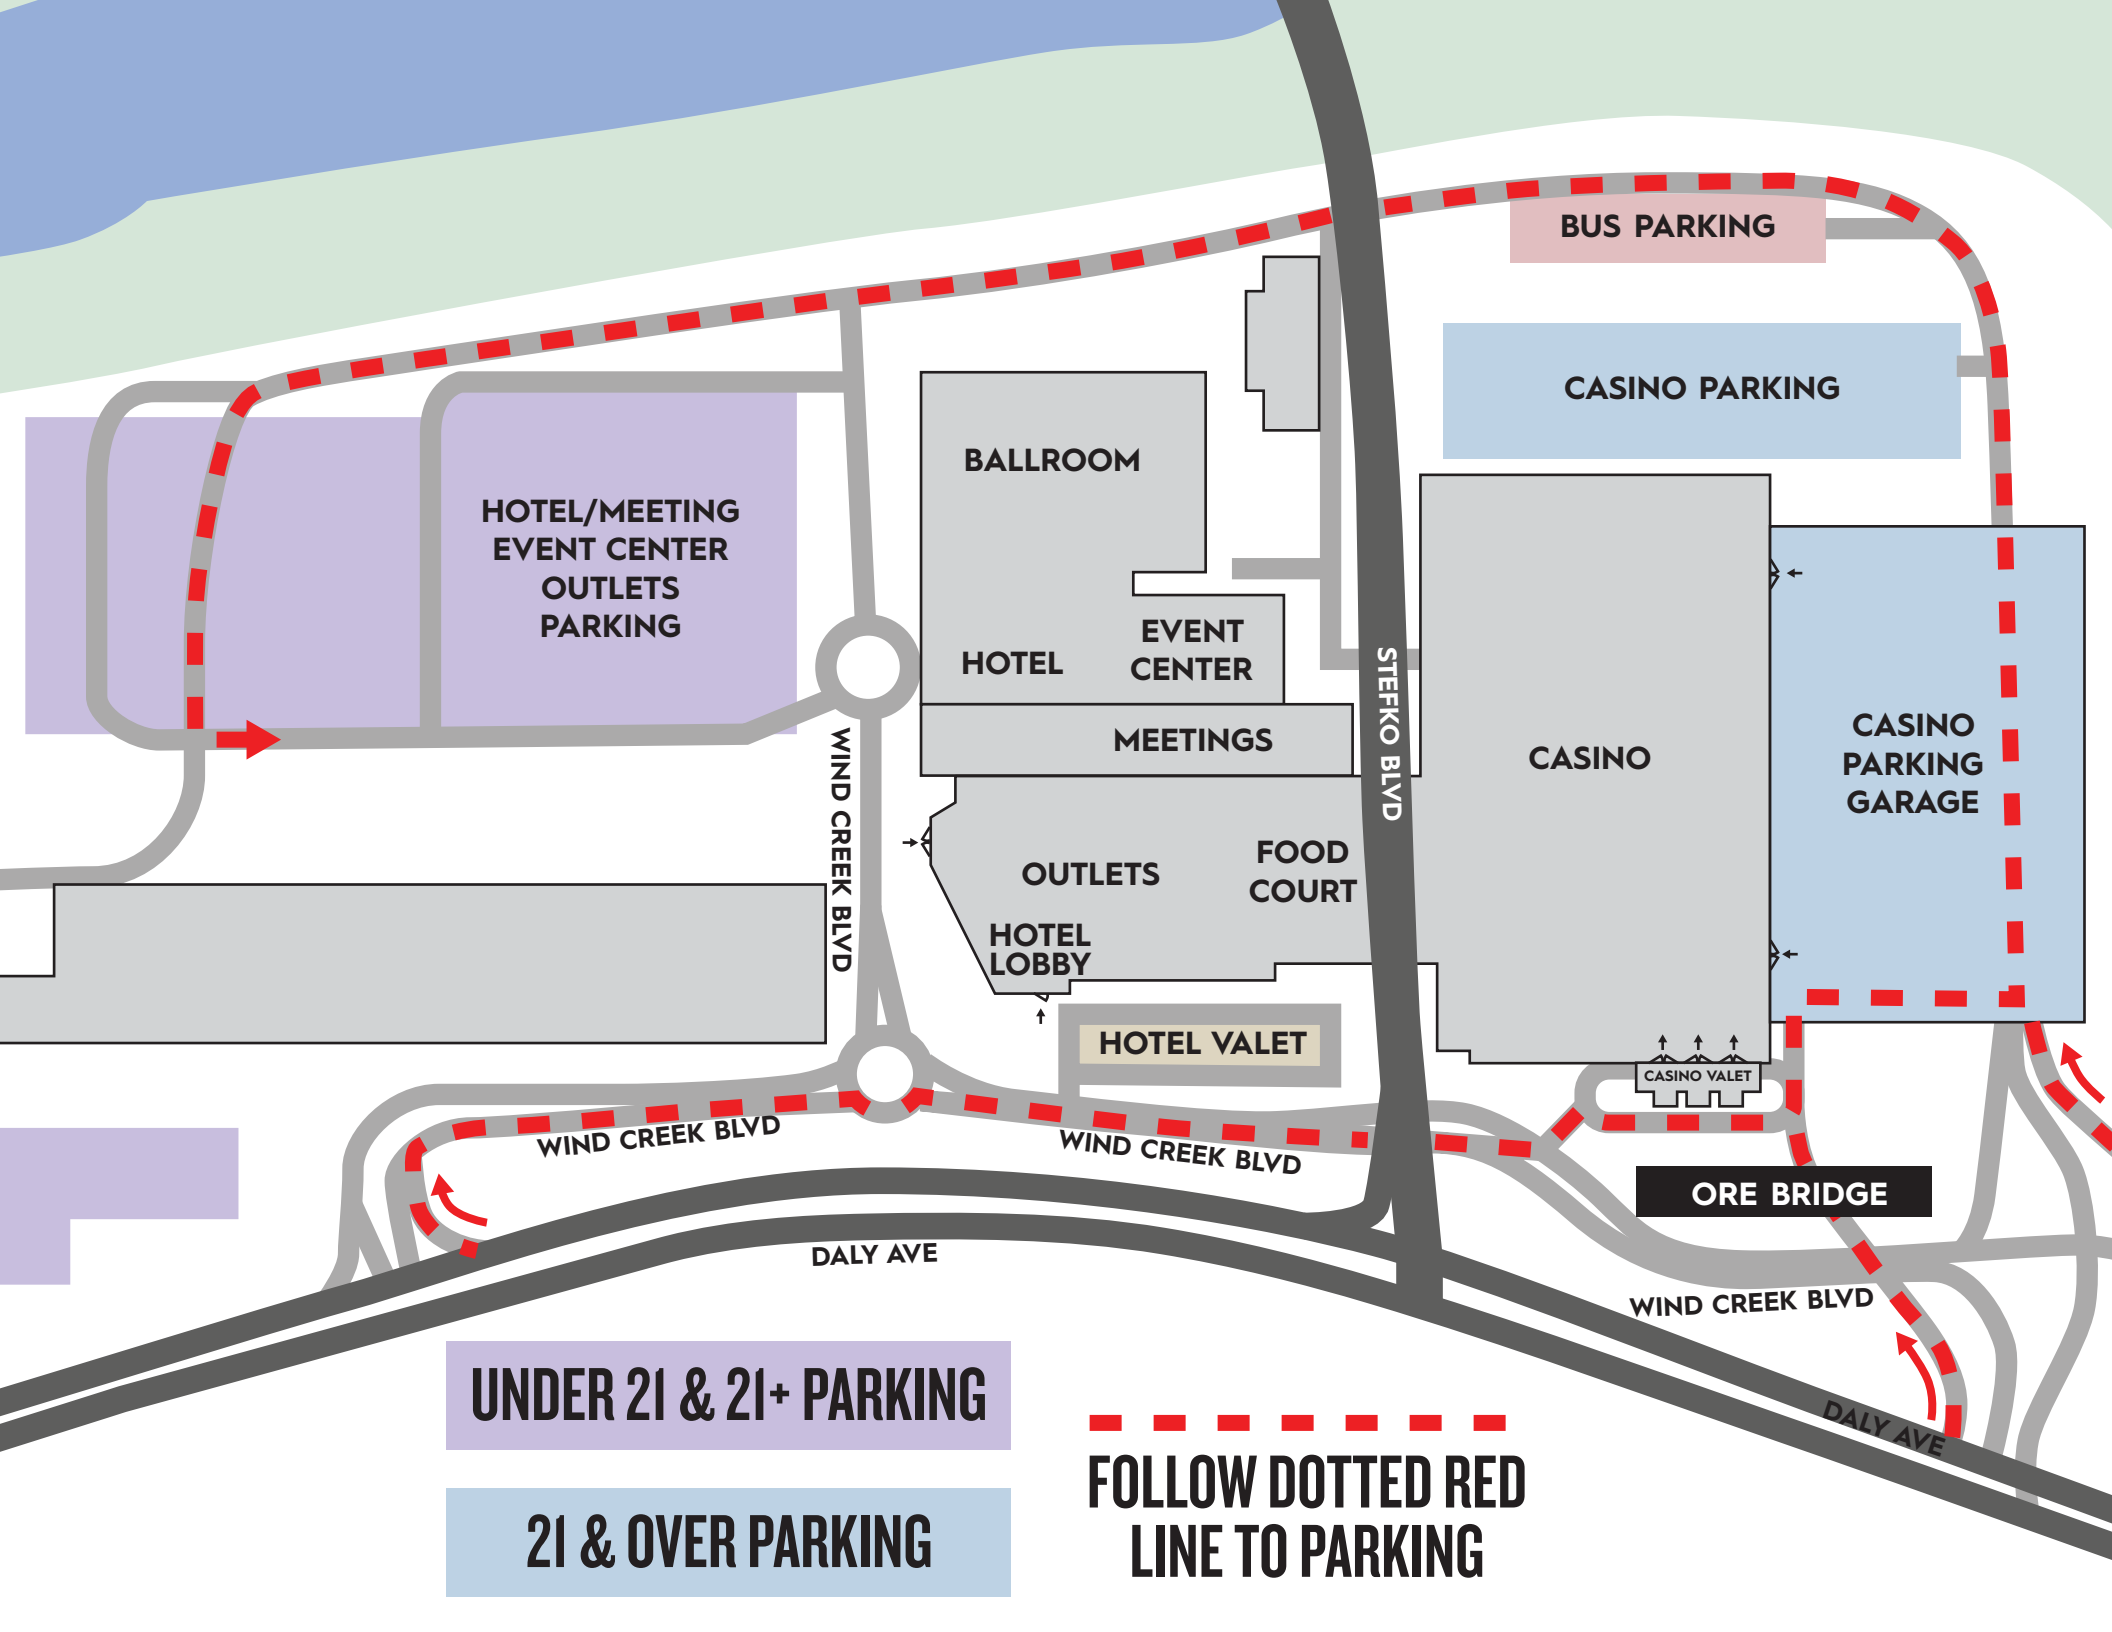 BUS PARKING
CASINO PARKING
BALLROOM
HOTEL/MEETING
EVENT CENTER
OUTLETS
PARKING
EVENT
CENTER
HOTEL
STEFKO BLVD
MEETINGS
CASINO
CASINO
PARKING
GARAGE
WIND CREEK BLVD
OUTLETS
FOOD
COURT
HOTEL
LOBBY
HOTEL VALET
CASINO VALET
WIND CREEK BLVD
WIND CREEK BLVD
ORE BRIDGE
DALY AVE
WIND CREEK BLVD
DALY AVE
UNDER 21 & 21+ PARKING
21 & OVER PARKING
FOLLOW DOTTED RED
LINE TO PARKING